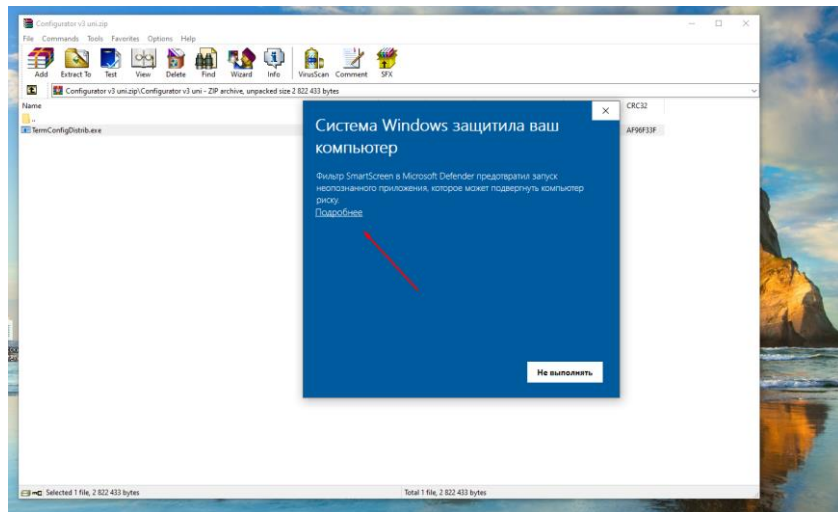 Configurator v3 uni.zip
File Commands Tools Favorites Options Help
Add Extract To Test View Delete Find Wizard Info VirusScan Comment SFX
Configurator v3 uni.zip\Configurator v3 uni - ZIP archive, unpacked size 2 822 433 bytes
Name CRC32
..
TermConfigDistrib.exe AF96F33F
Система Windows защитила ваш
компьютер
Фильтр SmartScreen в Microsoft Defender предотвратил запуск
неопознанного приложения, которое может подвергнуть компьютер
риску.
Подробнее
Не выполнять
Selected 1 file, 2 822 433 bytes Total 1 file, 2 822 433 bytes